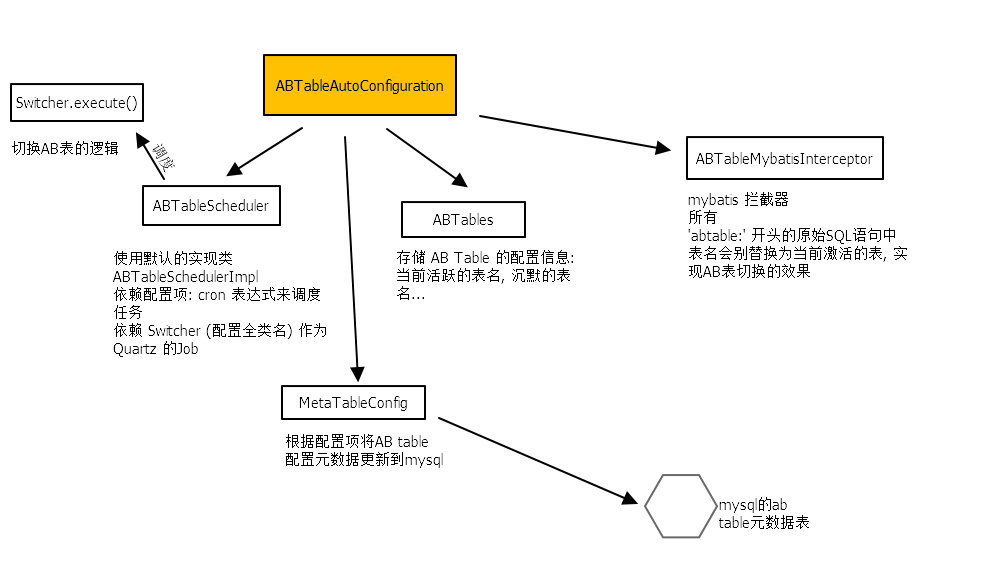 ABTableAutoConfiguration
Switcher.execute()
切换AB表的逻辑
调度
ABTableScheduler
使用默认的实现类
ABTableSchedulerImpl
依赖配置项: cron 表达式来调度
任务
依赖 Switcher (配置全类名) 作为
Quartz 的Job
ABTables
存储 AB Table 的配置信息:
当前活跃的表名, 沉默的表
名...
ABTableMybatisInterceptor
mybatis 拦截器
所有
'abtable:' 开头的原始SQL语句中
表名会别替换为当前激活的表, 实
现AB表切换的效果
MetaTableConfig
根据配置项将AB table
配置元数据更新到mysql
mysql的ab
table元数据表